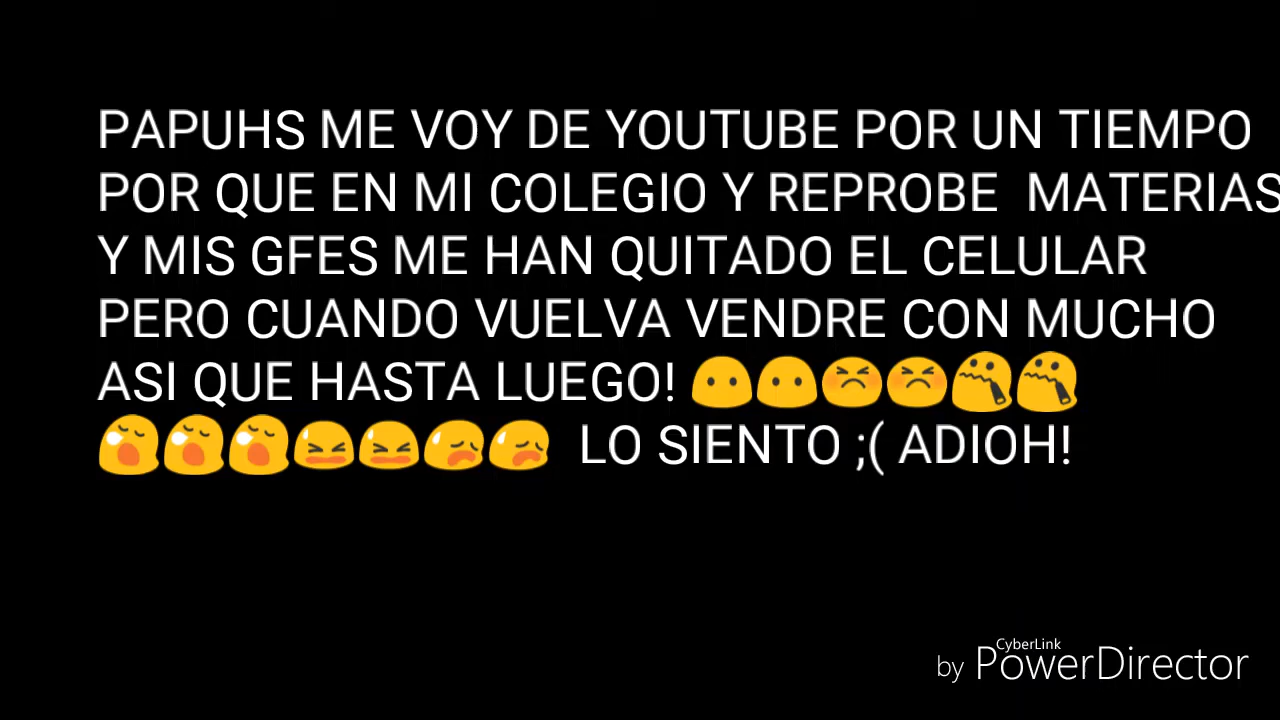 PAPUHS ME VOY DE YOUTUBE POR UN TIEMPO
POR QUE EN MI COLEGIO Y REPROBE MATERIAS
Y MIS GFES ME HAN QUITADO EL CELULAR
PERO CUANDO VUELVA VENDRE CON MUCHO
ASI QUE HASTA LUEGO! 😶😶😣😣🤥🤥
😪😪😪😫😫😩😩 LO SIENTO ;( ADIOH!
CyberLink
by PowerDirector